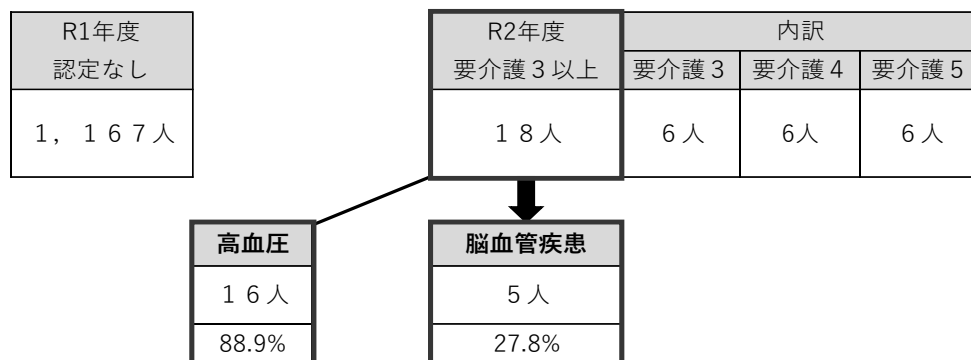 R1年度
認定なし
1，１６7人
R2年度
要介護３以上
１８人
内訳
要介護３
要介護４
要介護５
６人
6人
６人
高血圧
１６人
88.9%
脳血管疾患
５人
27.8%